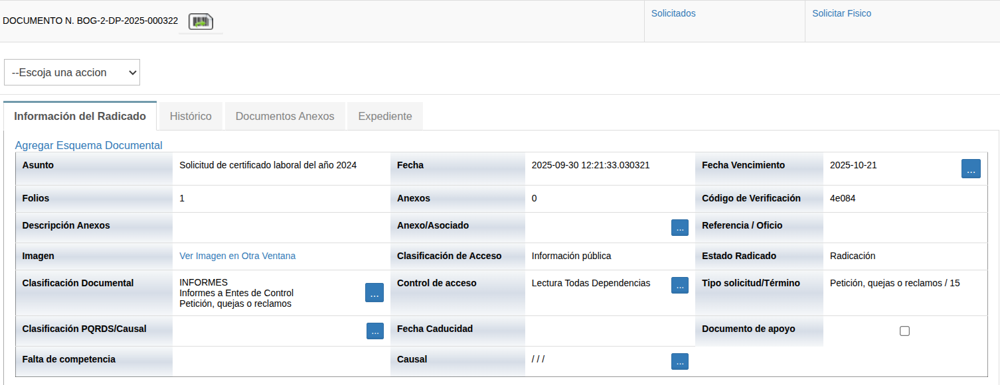 DOCUMENTO N. BOG-2-DP-2025-000322
Solicitados
Solicitar Fisico
--Escoja una accion
Información del Radicado
Histórico
Documentos Anexos
Expediente
Agregar Esquema Documental
Asunto
Solicitud de certificado laboral del año 2024
Fecha
2025-09-30 12:21:33.030321
Fecha Vencimiento
2025-10-21
...
Folios
1
Anexos
0
Código de Verificación
4e084
Descripción Anexos
Anexo/Asociado
...
Referencia / Oficio
Imagen
Ver Imagen en Otra Ventana
Clasificación de Acceso
Información pública
Estado Radicado
Radicación
Clasificación Documental
INFORMES
Informes a Entes de Control
Petición, quejas o reclamos
...
Control de acceso
Lectura Todas Dependencias
...
Tipo solicitud/Término
Petición, quejas o reclamos / 15
Clasificación PQRDS/Causal
...
Fecha Caducidad
Documento de apoyo
Falta de competencia
Causal
/ / /
...